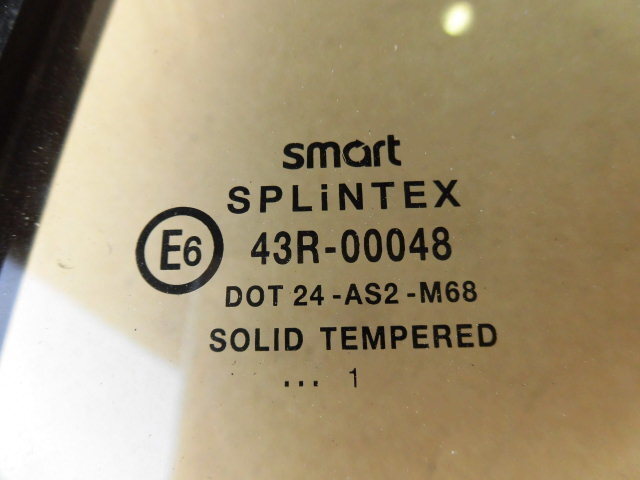 smart
SPLiNTEX
E6 43R-00048
DOT 24-AS2-M68
SOLID TEMPERED
... 1